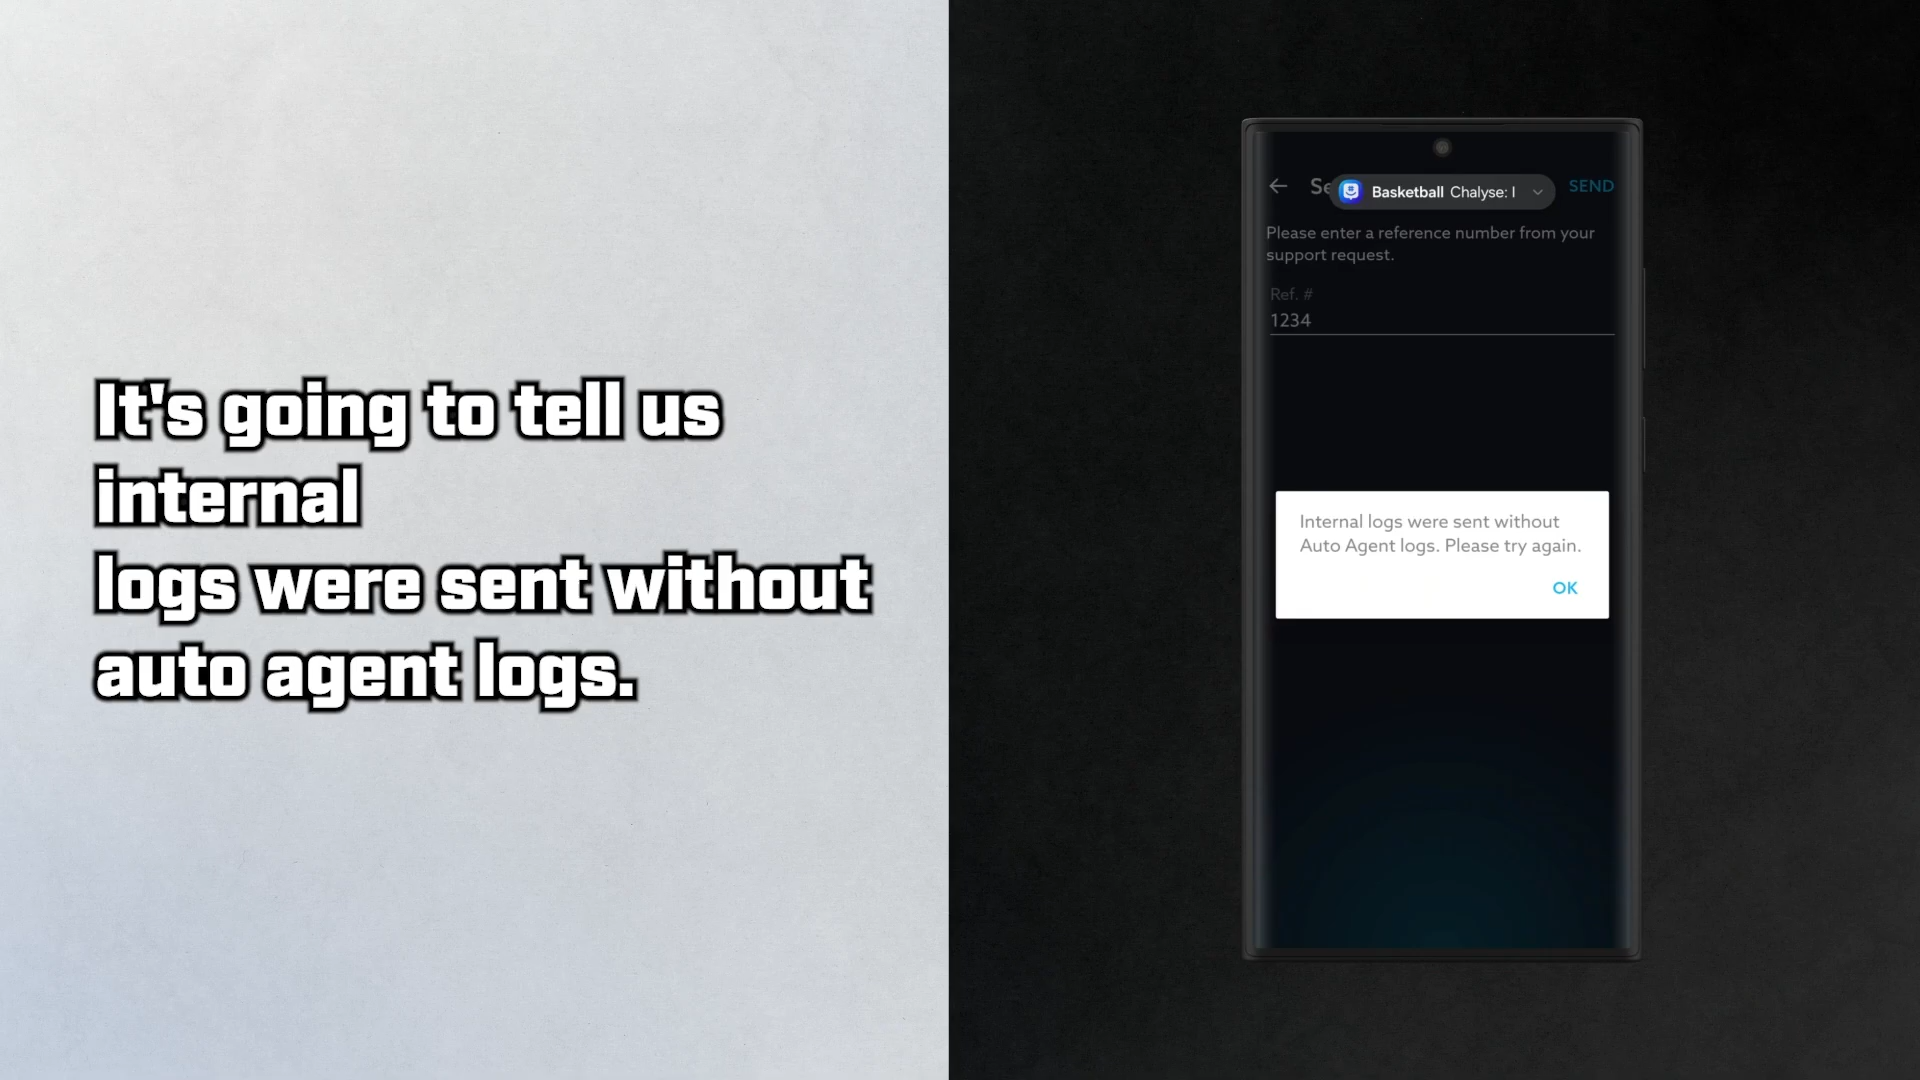 It's going to tell us
internal
logs were sent without
auto agent logs.
Basketball Chalyse: I
SEND
Please enter a reference number from your
support request.
Ref. #
1234
Internal logs were sent without
Auto Agent logs. Please try again.
OK